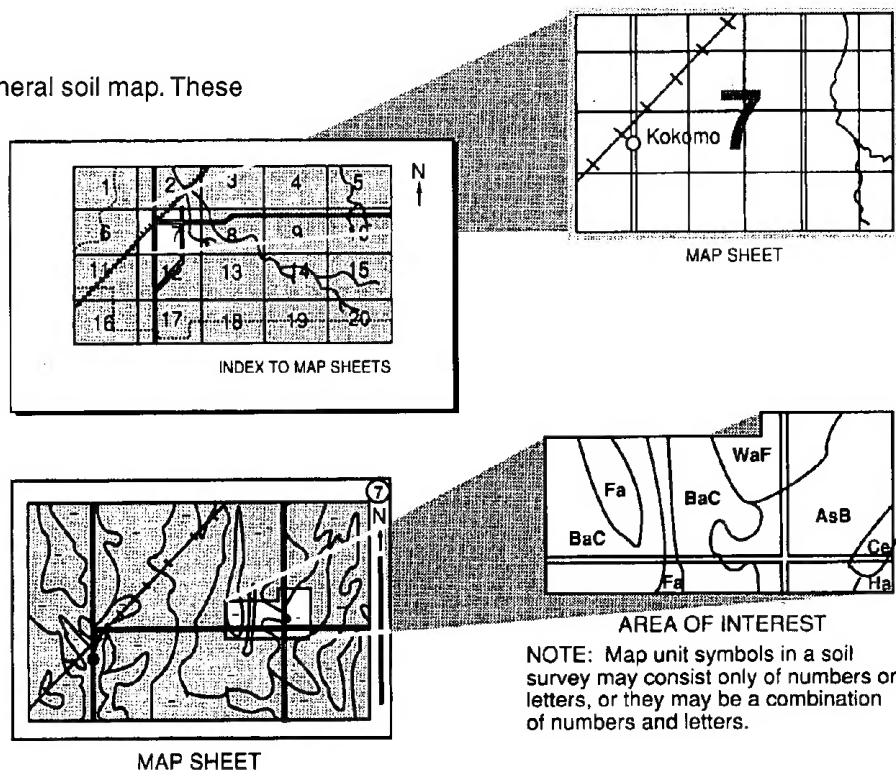 neral soil map. These
7
Kokomo
MAP SHEET
N
1 2 3 4 5
6 7 8 9
11 12 13 14 15
16 17 18 19 20
INDEX TO MAP SHEETS
7
N
MAP SHEET
WaF
Fa BaC
AsB
BaC
Ce
Fa Ha
AREA OF INTEREST
NOTE: Map unit symbols in a soil
survey may consist only of numbers or
letters, or they may be a combination
of numbers and letters.